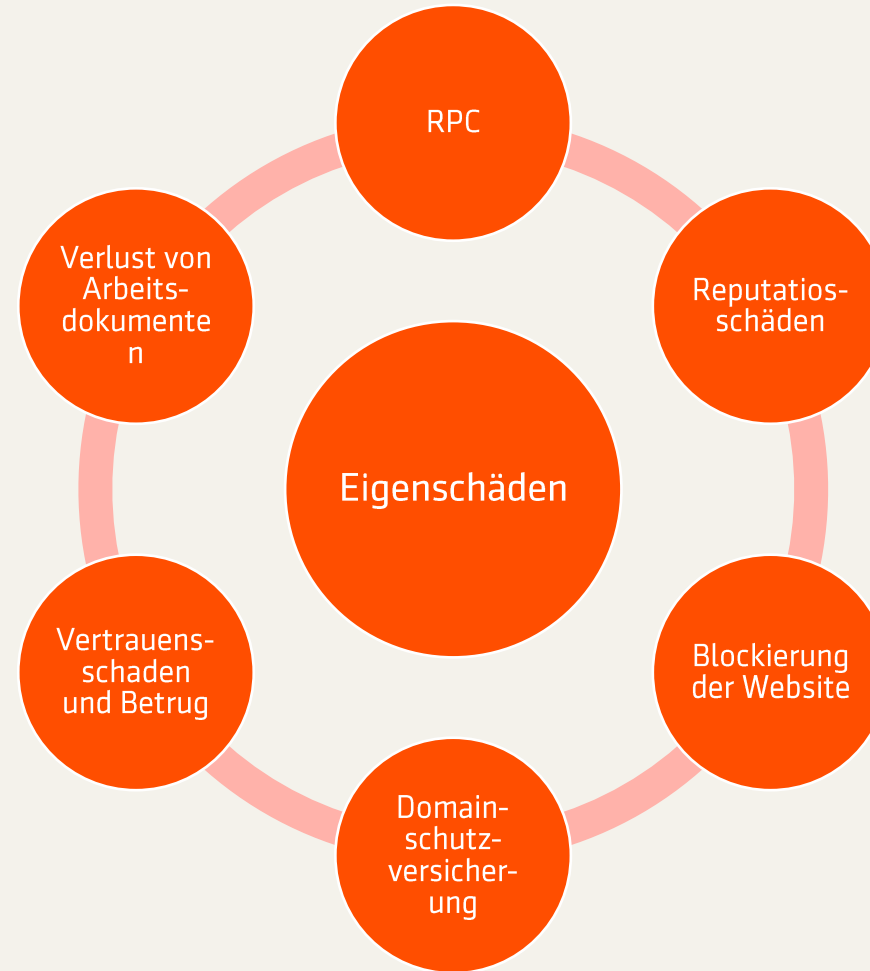 RPC
Reputatios-
schäden
Blockierung
der Website
Domain-
schutz-
versicher-
ung
Vertrauens-
schaden
und Betrug
Verlust von
Arbeits-
dokumente
n
Eigenschäden